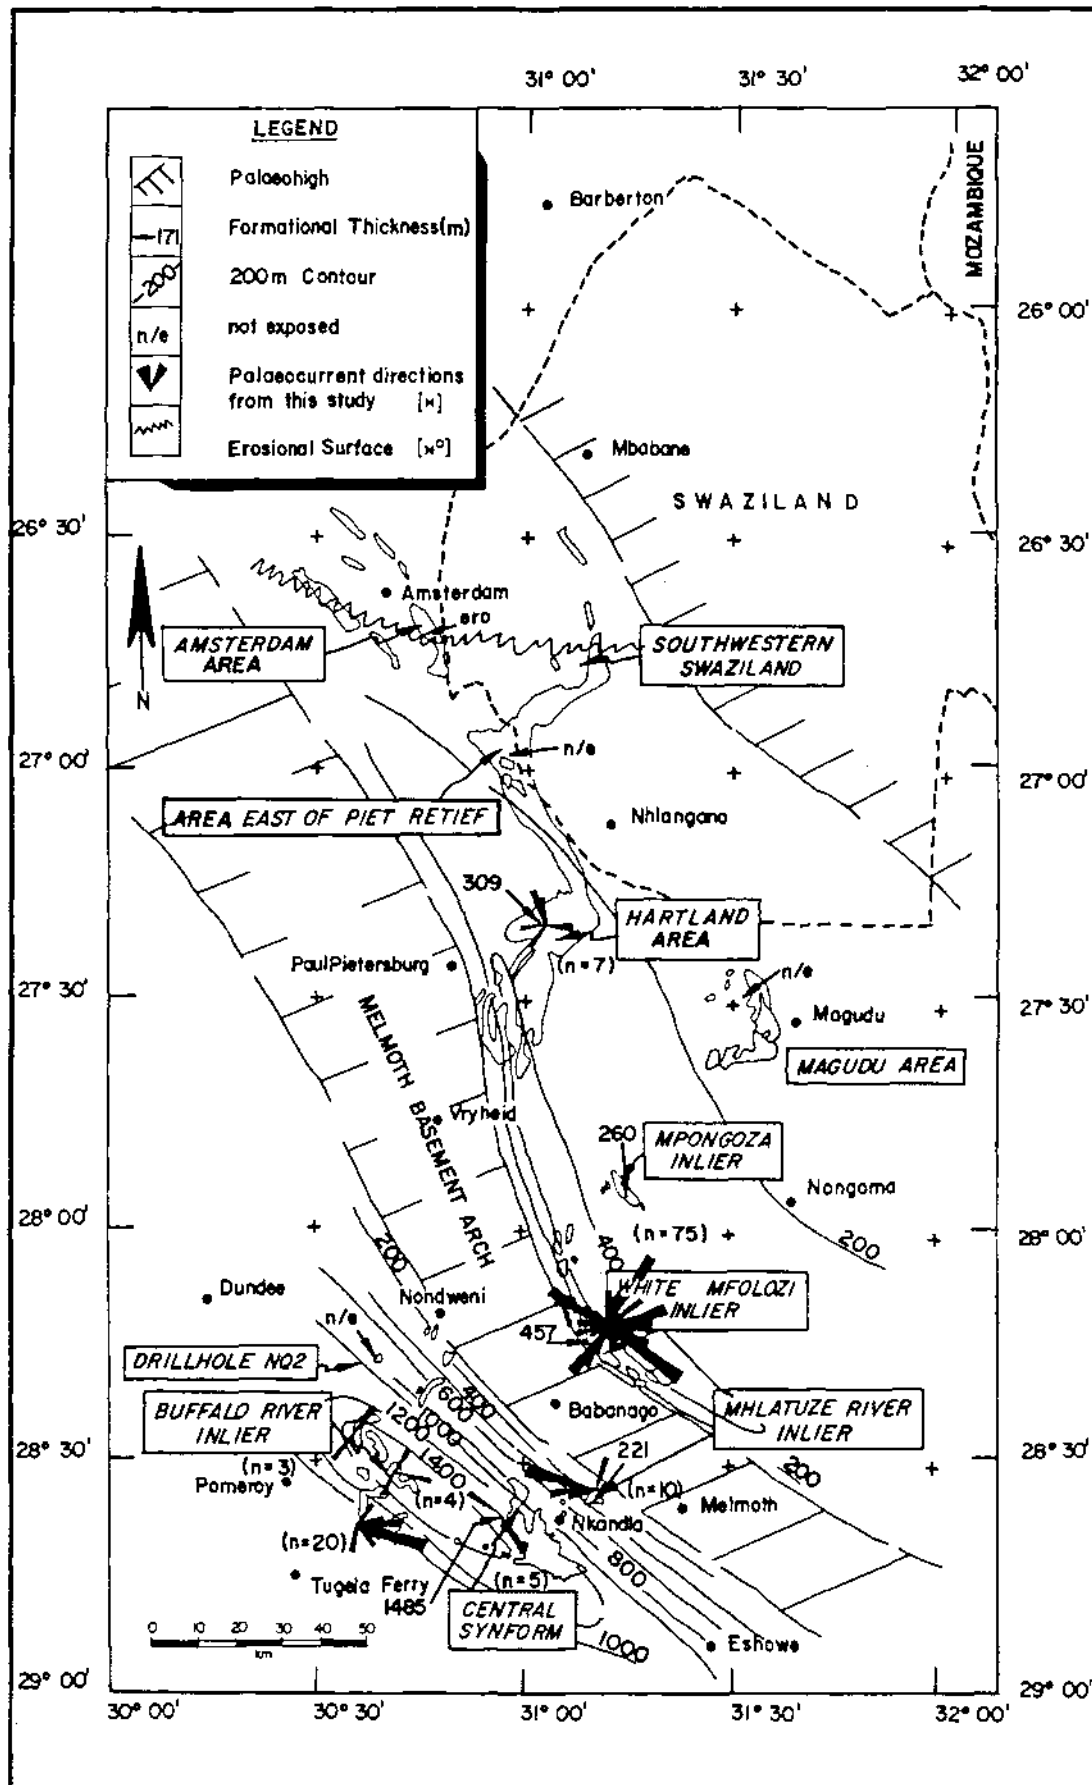 31° 00'
31° 30'
32° 00'
LEGEND
Palaeohigh
171
Formational Thickness(m)
200
200m Contour
n/e
not exposed
Palaeocurrent directions
from this study [n]
Erosional Surface [n°]
MOZAMBIQUE
Barberton
26° 00'
Mbabane
SWAZILAND
26° 30'
26° 30'
Amsterdam
ero
AMSTERDAM
AREA
SOUTHWESTERN
SWAZILAND
N
n/e
27° 00'
27° 00'
AREA EAST OF PIET RETIEF
Nhlangano
309
HARTLAND
AREA
(n=7)
PaulPietersburg
n/e
27° 30'
27° 30'
Magudu
MAGUDU AREA
MELMOTH BASEMENT ARCH
Vryheid
260
MPONGOZA
INLIER
Nongoma
(n=75)
28° 00'
28° 00'
200
200
400
Dundee
Nondweni
WHITE MFOLOZI
INLIER
n/e
457
DRILLHOLE NO2
400
600
1000
1200
1400
Babanago
BUFFALO RIVER
INLIER
MHLATUZE RIVER
INLIER
221
28° 30'
28° 30'
(n=3)
Pomeroy
(n=4)
(n=10)
200
Melmoth
Nkandla
(n=20)
800
Tugela Ferry
(n=5)
1485
CENTRAL
SYNFORM
1000
Eshowe
0 10 20 30 40 50
km
29° 00'
29° 00'
30° 00'
30° 30'
31° 00'
31° 30'
32° 00'